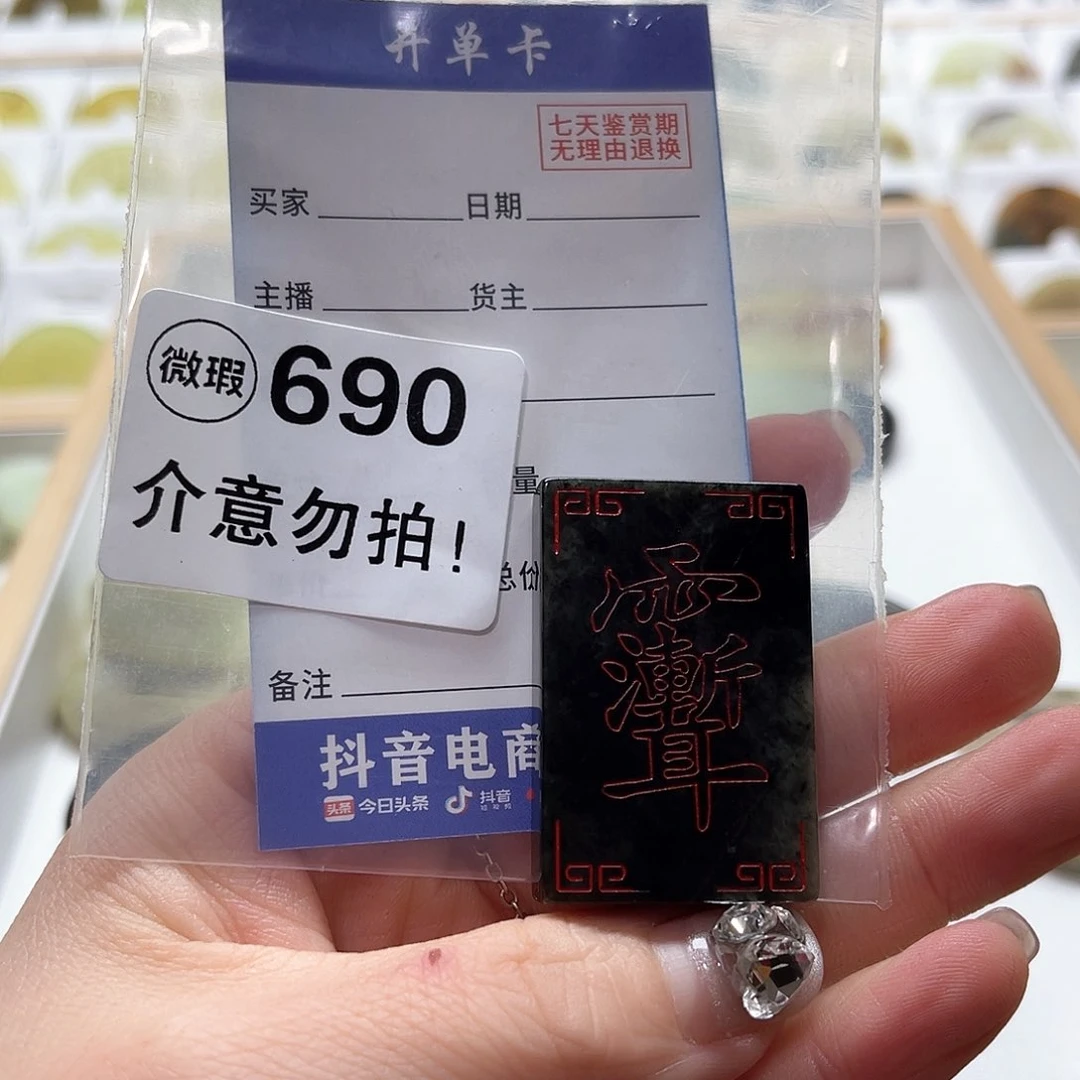 开单卡
七天鉴赏期
无理由退换
买家 日期
主播 货主
微瑕 690
介意勿拍!
量
总价
备注
抖音电商
头条 今日头条 抖音